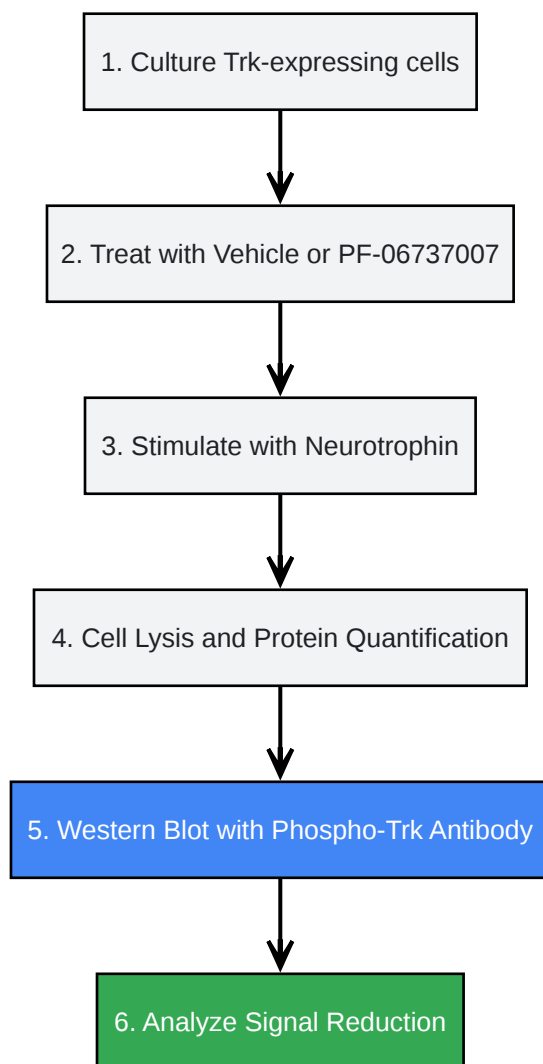 1. Culture Trk-expressing cells
2. Treat with Vehicle or PF-06737007
3. Stimulate with Neurotrophin
4. Cell Lysis and Protein Quantification
5. Western Blot with Phospho-Trk Antibody
6. Analyze Signal Reduction